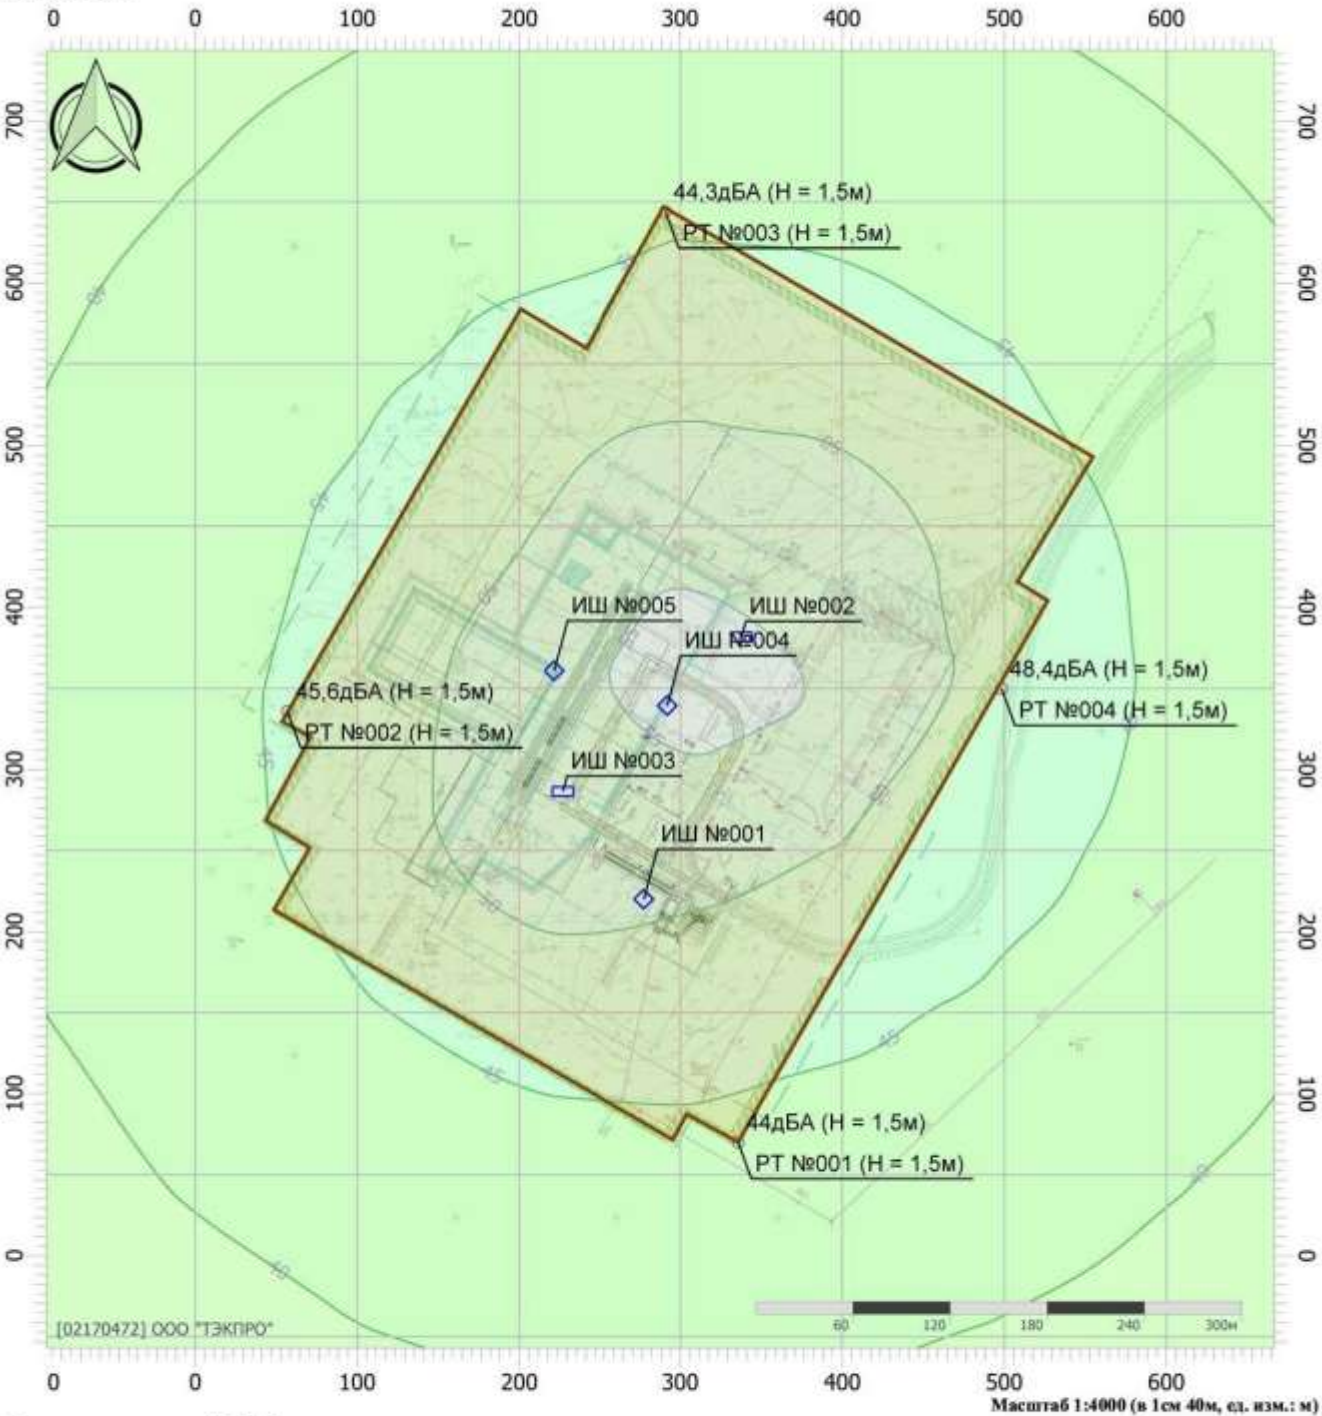 0 0 100 200 300 400 500 600
700 700
44,3дБА (Н = 1,5м)
РТ №003 (Н = 1,5м)
600 600
500 500
400 400
ИШ №005 ИШ №002
ИШ №004
48,4дБА (Н = 1,5м)
45,6дБА (Н = 1,5м)
РТ №004 (Н = 1,5м)
РТ №002 (Н = 1,5м)
300 300
ИШ №003
ИШ №001
200 200
100 100
44дБА (Н = 1,5м)
РТ №001 (Н = 1,5м)
0 0
60 120 180 240 300м
[02170472] ООО "ТЭКПРО"
0 0 100 200 300 400 500 600
Масштаб 1:4000 (в 1см 40м, ед. изм.: м)